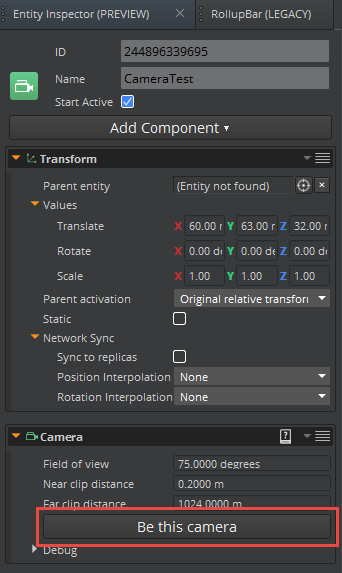 Entity Inspector (PREVIEW) RollupBar (LEGACY)
ID 244896339695
Name CameraTest
Start Active
Add Component
Transform
Parent entity (Entity not found)
Values
Translate X 60.00 Y 63.00 Z 32.00
Rotate X 0.00 Y 0.00 Z 0.00
Scale X 1.00 Y 1.00 Z 1.00
Parent activation Original relative transform
Static
Network Sync
Sync to replicas
Position Interpolation None
Rotation Interpolation None
Camera
Field of view 75.0000 degrees
Near clip distance 0.2000 m
Far clip distance 1024.0000 m
Be this camera
Debug